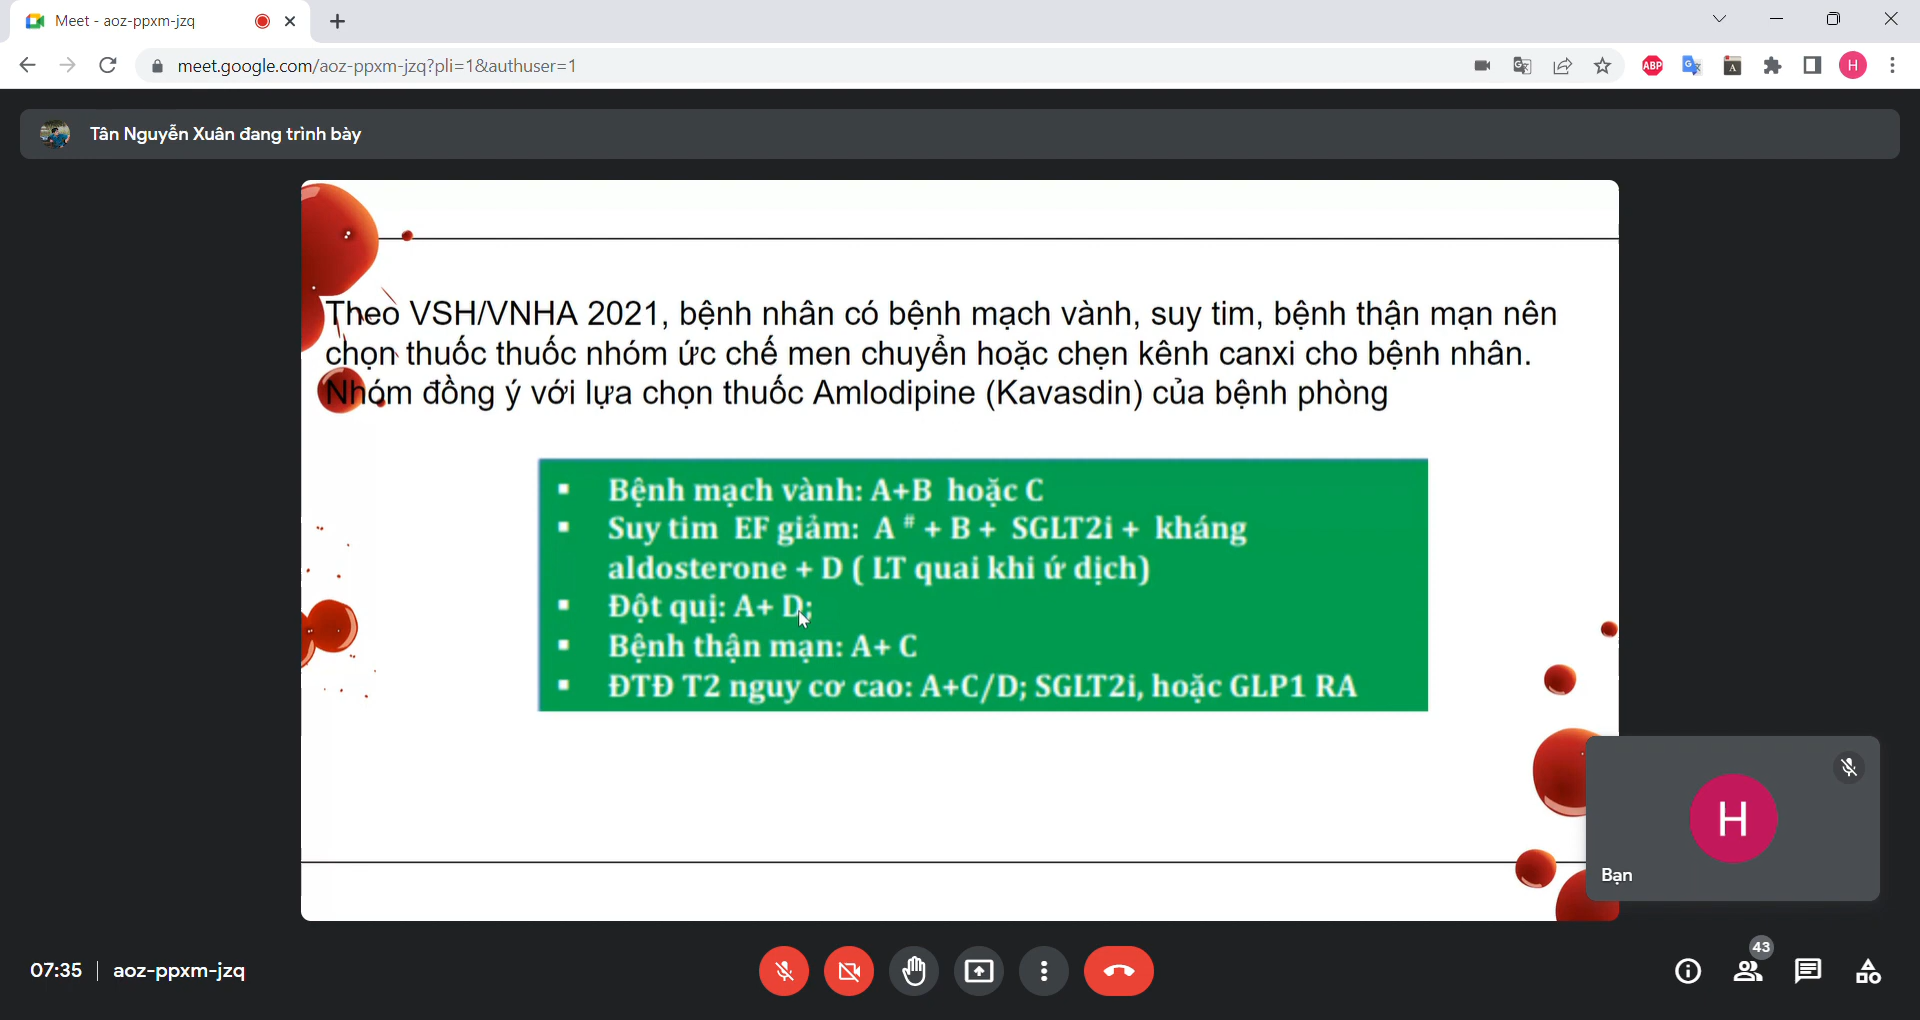 Meet - aoz-ppxm-jzq
meet.google.com/aoz-ppxm-jzq?pli=1&authuser=1
ABP
G
A
H
Tân Nguyễn Xuân đang trình bày
Theo VSH/VNHA 2021, bệnh nhân có bệnh mạch vành, suy tim, bệnh thận mạn nên
chọn thuốc thuốc nhóm ức chế men chuyển hoặc chẹn kênh canxi cho bệnh nhân.
Nhóm đồng ý với lựa chọn thuốc Amlodipine (Kavasdin) của bệnh phòng
▪ Bệnh mạch vành: A+B hoặc C
▪ Suy tim EF giảm: A # + B + SGLT2i + kháng
aldosterone + D ( LT quai khi ứ dịch)
▪ Đột quị: A+ D;
▪ Bệnh thận mạn: A+ C
▪ ĐTĐ T2 nguy cơ cao: A+C/D; SGLT2i, hoặc GLP1 RA
H
Bạn
07:35 | aoz-ppxm-jzq
43